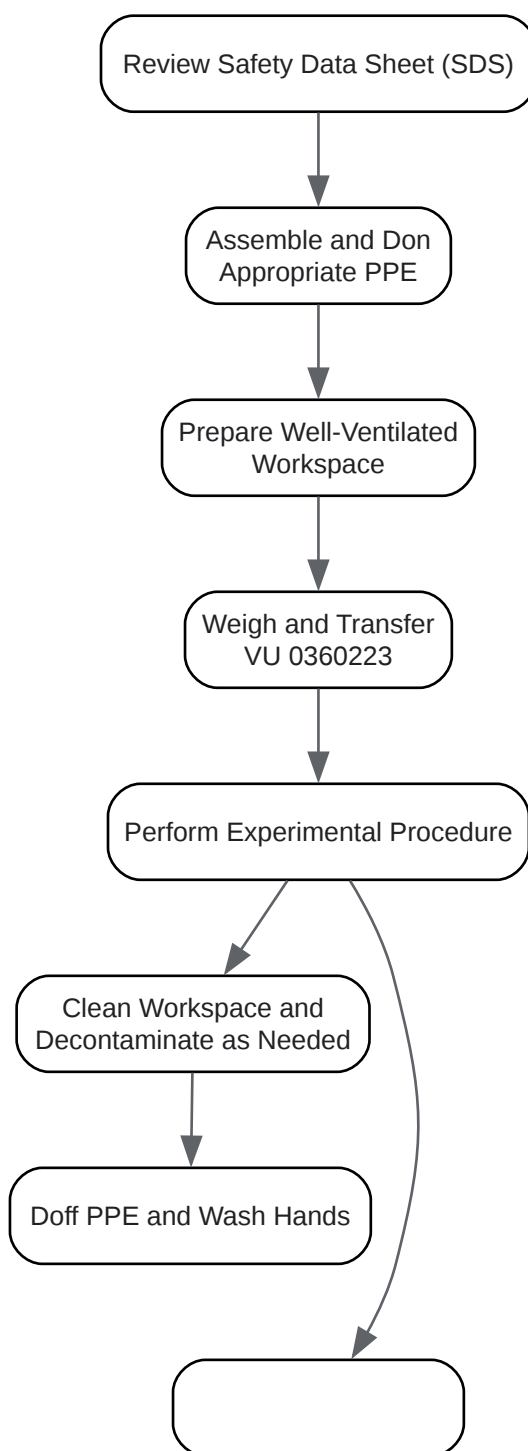 Review Safety Data Sheet (SDS)
Assemble and Don
Appropriate PPE
Prepare Well-Ventilated
Workspace
Weigh and Transfer
VU 0360223
Perform Experimental Procedure
Clean Workspace and
Decontaminate as Needed
Doff PPE and Wash Hands